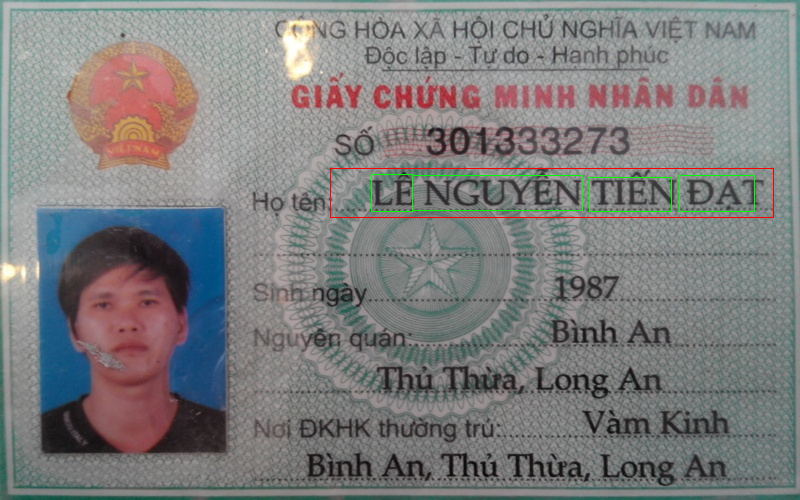 CỘNG HÒA XÃ HỘI CHỦ NGHĨA VIỆT NAM
Độc lập - Tự do - Hạnh phúc
GIẤY CHỨNG MINH NHÂN DÂN
SỐ 301333273
VIỆT NAM
Họ tên: LÊ NGUYỄN TIẾN ĐẠT
Sinh ngày 1987
Nguyên quán: Bình An
Thủ Thừa, Long An
Nơi ĐKHK thường trú: Vàm Kinh
Bình An, Thủ Thừa, Long An